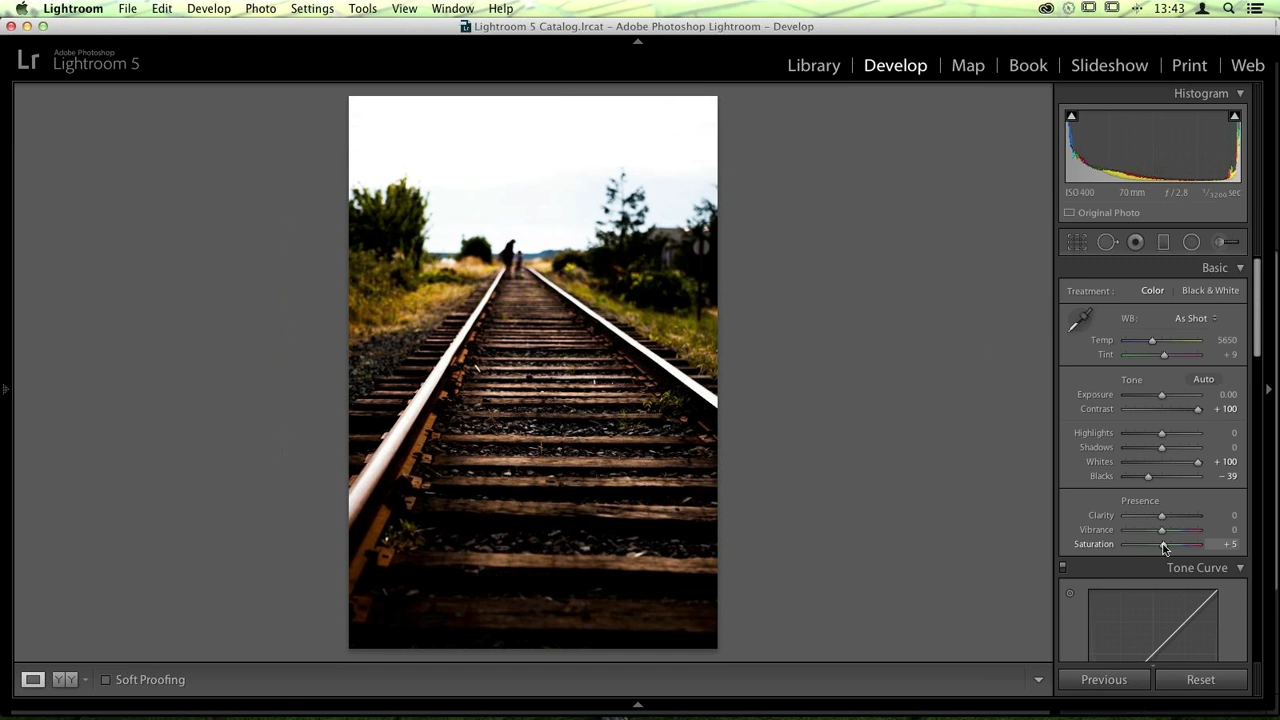 Lightroom File Edit Develop Photo Settings Tools View Window Help 13:43
Lightroom 5 Catalog.lrcat – Adobe Photoshop Lightroom – Develop
Lr Adobe Photoshop
Lightroom 5
Library Develop Map Book Slideshow Print Web
Histogram
ISO 400 70 mm ƒ / 2.8 1/3200 sec
Original Photo
Basic
Treatment : Color Black & White
WB : As Shot
Temp 5650
Tint + 9
Tone Auto
Exposure 0.00
Contrast + 100
Highlights 0
Shadows 0
Whites + 100
Blacks – 39
Presence
Clarity 0
Vibrance 0
Saturation + 5
Tone Curve
YY Soft Proofing
Previous Reset